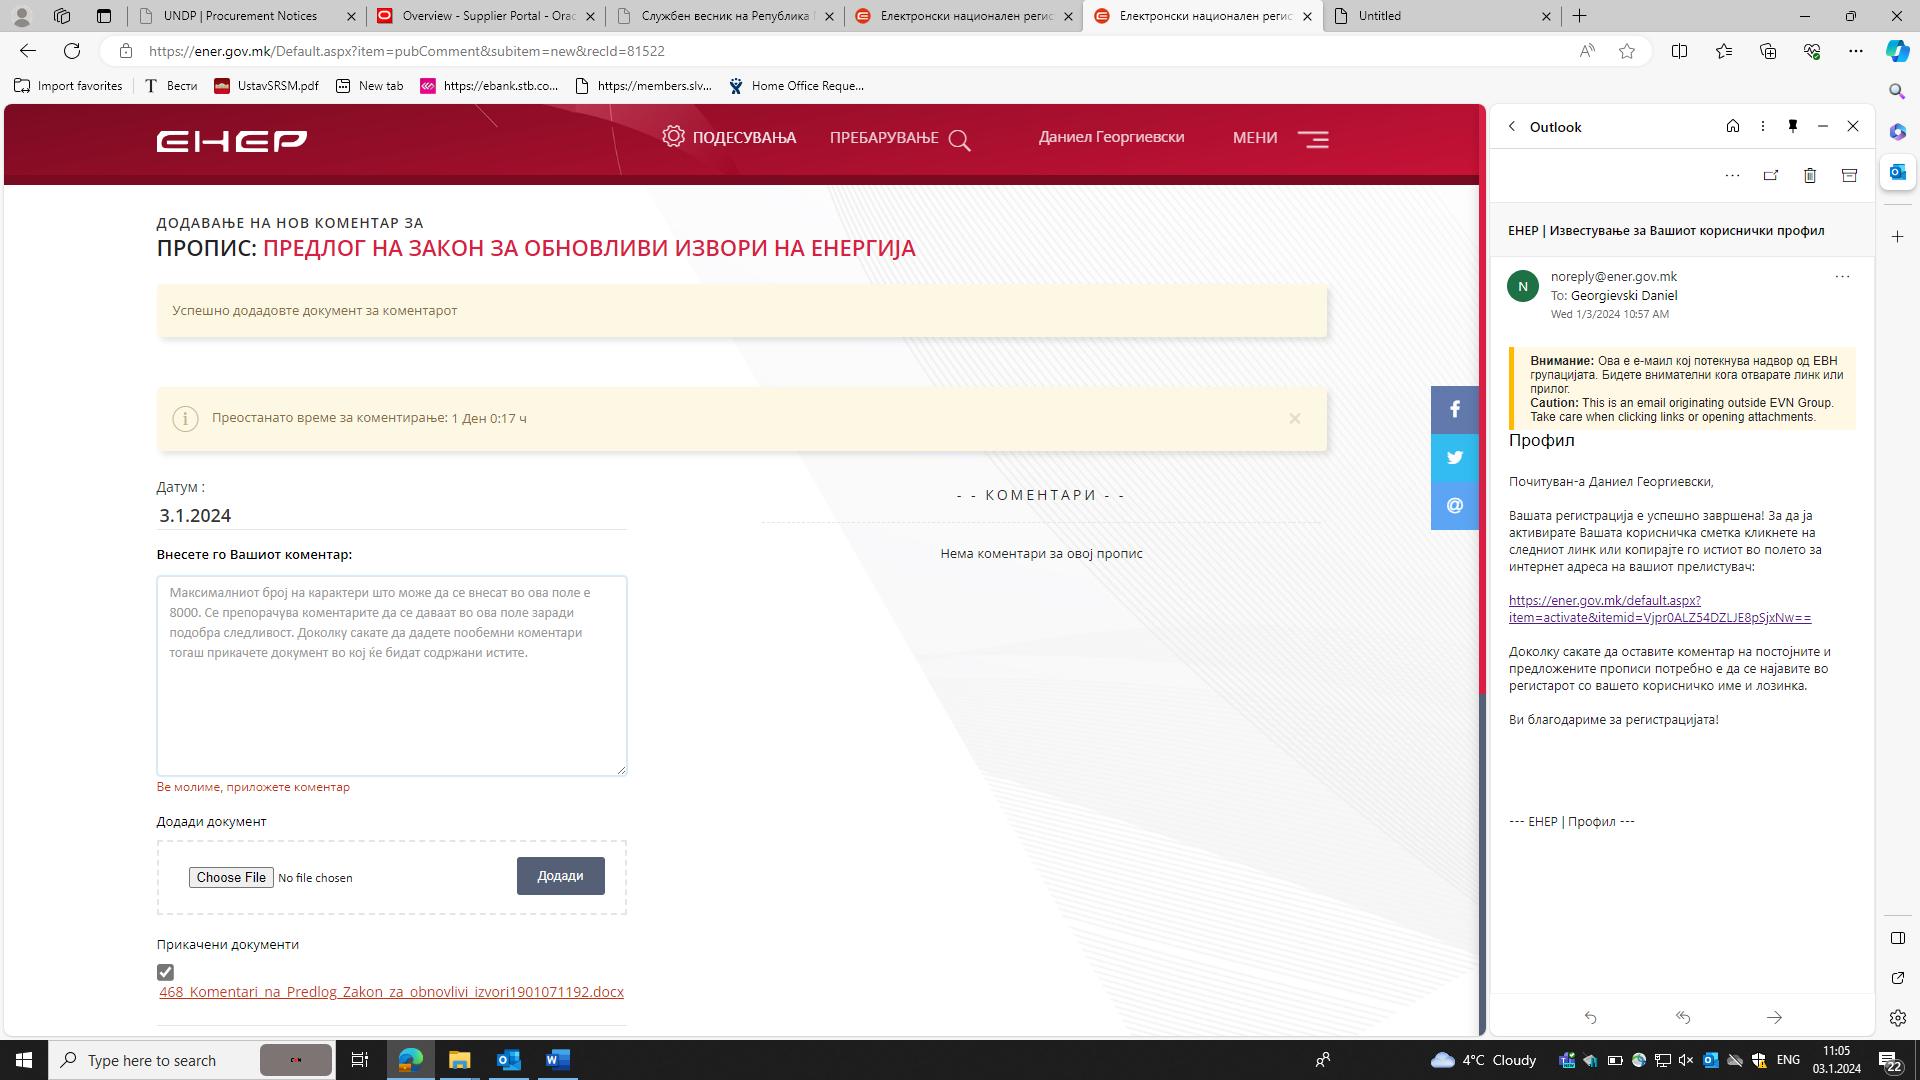 UNDP | Procurement Notices
Overview - Supplier Portal - Orac
Службен весник на Република
Електронски национален регис
Електронски национален регис
Untitled
https://ener.gov.mk/Default.aspx?item=pubComment&subitem=new&recId=81522
Import favorites
Вести
UstavSRSM.pdf
New tab
https://ebank.stb.co...
https://members.slv...
Home Office Reque...
ЕНЕР
ПОДЕСУВАЊА
ПРЕБАРУВАЊЕ
Даниел Георгиевски
МЕНИ
ДОДАВАЊЕ НА НОВ КОМЕНТАР ЗА
ПРОПИС: ПРЕДЛОГ НА ЗАКОН ЗА ОБНОВЛИВИ ИЗВОРИ НА ЕНЕРГИЈА
Успешно додадовте документ за коментарот
Преостанато време за коментирање: 1 Ден 0:17 ч
Датум :
3.1.2024
Внесете го Вашиот коментар:
Максималниот број на карактери што може да се внесат во ова поле е
8000. Се препорачува коментарите да се даваат во ова поле заради
подобра следливост. Доколку сакате да дадете пообемни коментари
тогаш прикачете документ во кој ќе бидат содржани истите.
Ве молиме, приложете коментар
Додади документ
Choose File No file chosen
Додади
Прикачени документи
468_Komentari_na_Predlog_Zakon_za_obnovlivi_izvori1901071192.docx
- - КОМЕНТАРИ - -
Нема коментари за овој пропис
Outlook
ЕНЕР | Известување за Вашиот кориснички профил
N
noreply@ener.gov.mk
To: Georgievski Daniel
Wed 1/3/2024 10:57 AM
Внимание: Ова е е-маил кој потекнува надвор од ЕВН
групацијата. Бидете внимателни кога отварате линк или
прилог.
Caution: This is an email originating outside EVN Group.
Take care when clicking links or opening attachments.
Профил
Почитуван-а Даниел Георгиевски,
Вашата регистрација е успешно завршена! За да ја
активирате Вашата корисничка сметка кликнете на
следниот линк или копирајте го истиот во полето за
интернет адреса на вашиот прелистувач:
https://ener.gov.mk/default.aspx?
item=activate&itemid=Vjpr0ALZ54DZLJE8pSjxNw==
Доколку сакате да оставите коментар на постојните и
предложените прописи потребно е да се најавите во
регистарот со вашето корисничко име и лозинка.
Ви благодариме за регистрацијата!
--- ЕНЕР | Профил ---
Type here to search
4°C Cloudy
ENG
11:05
03.1.2024
22